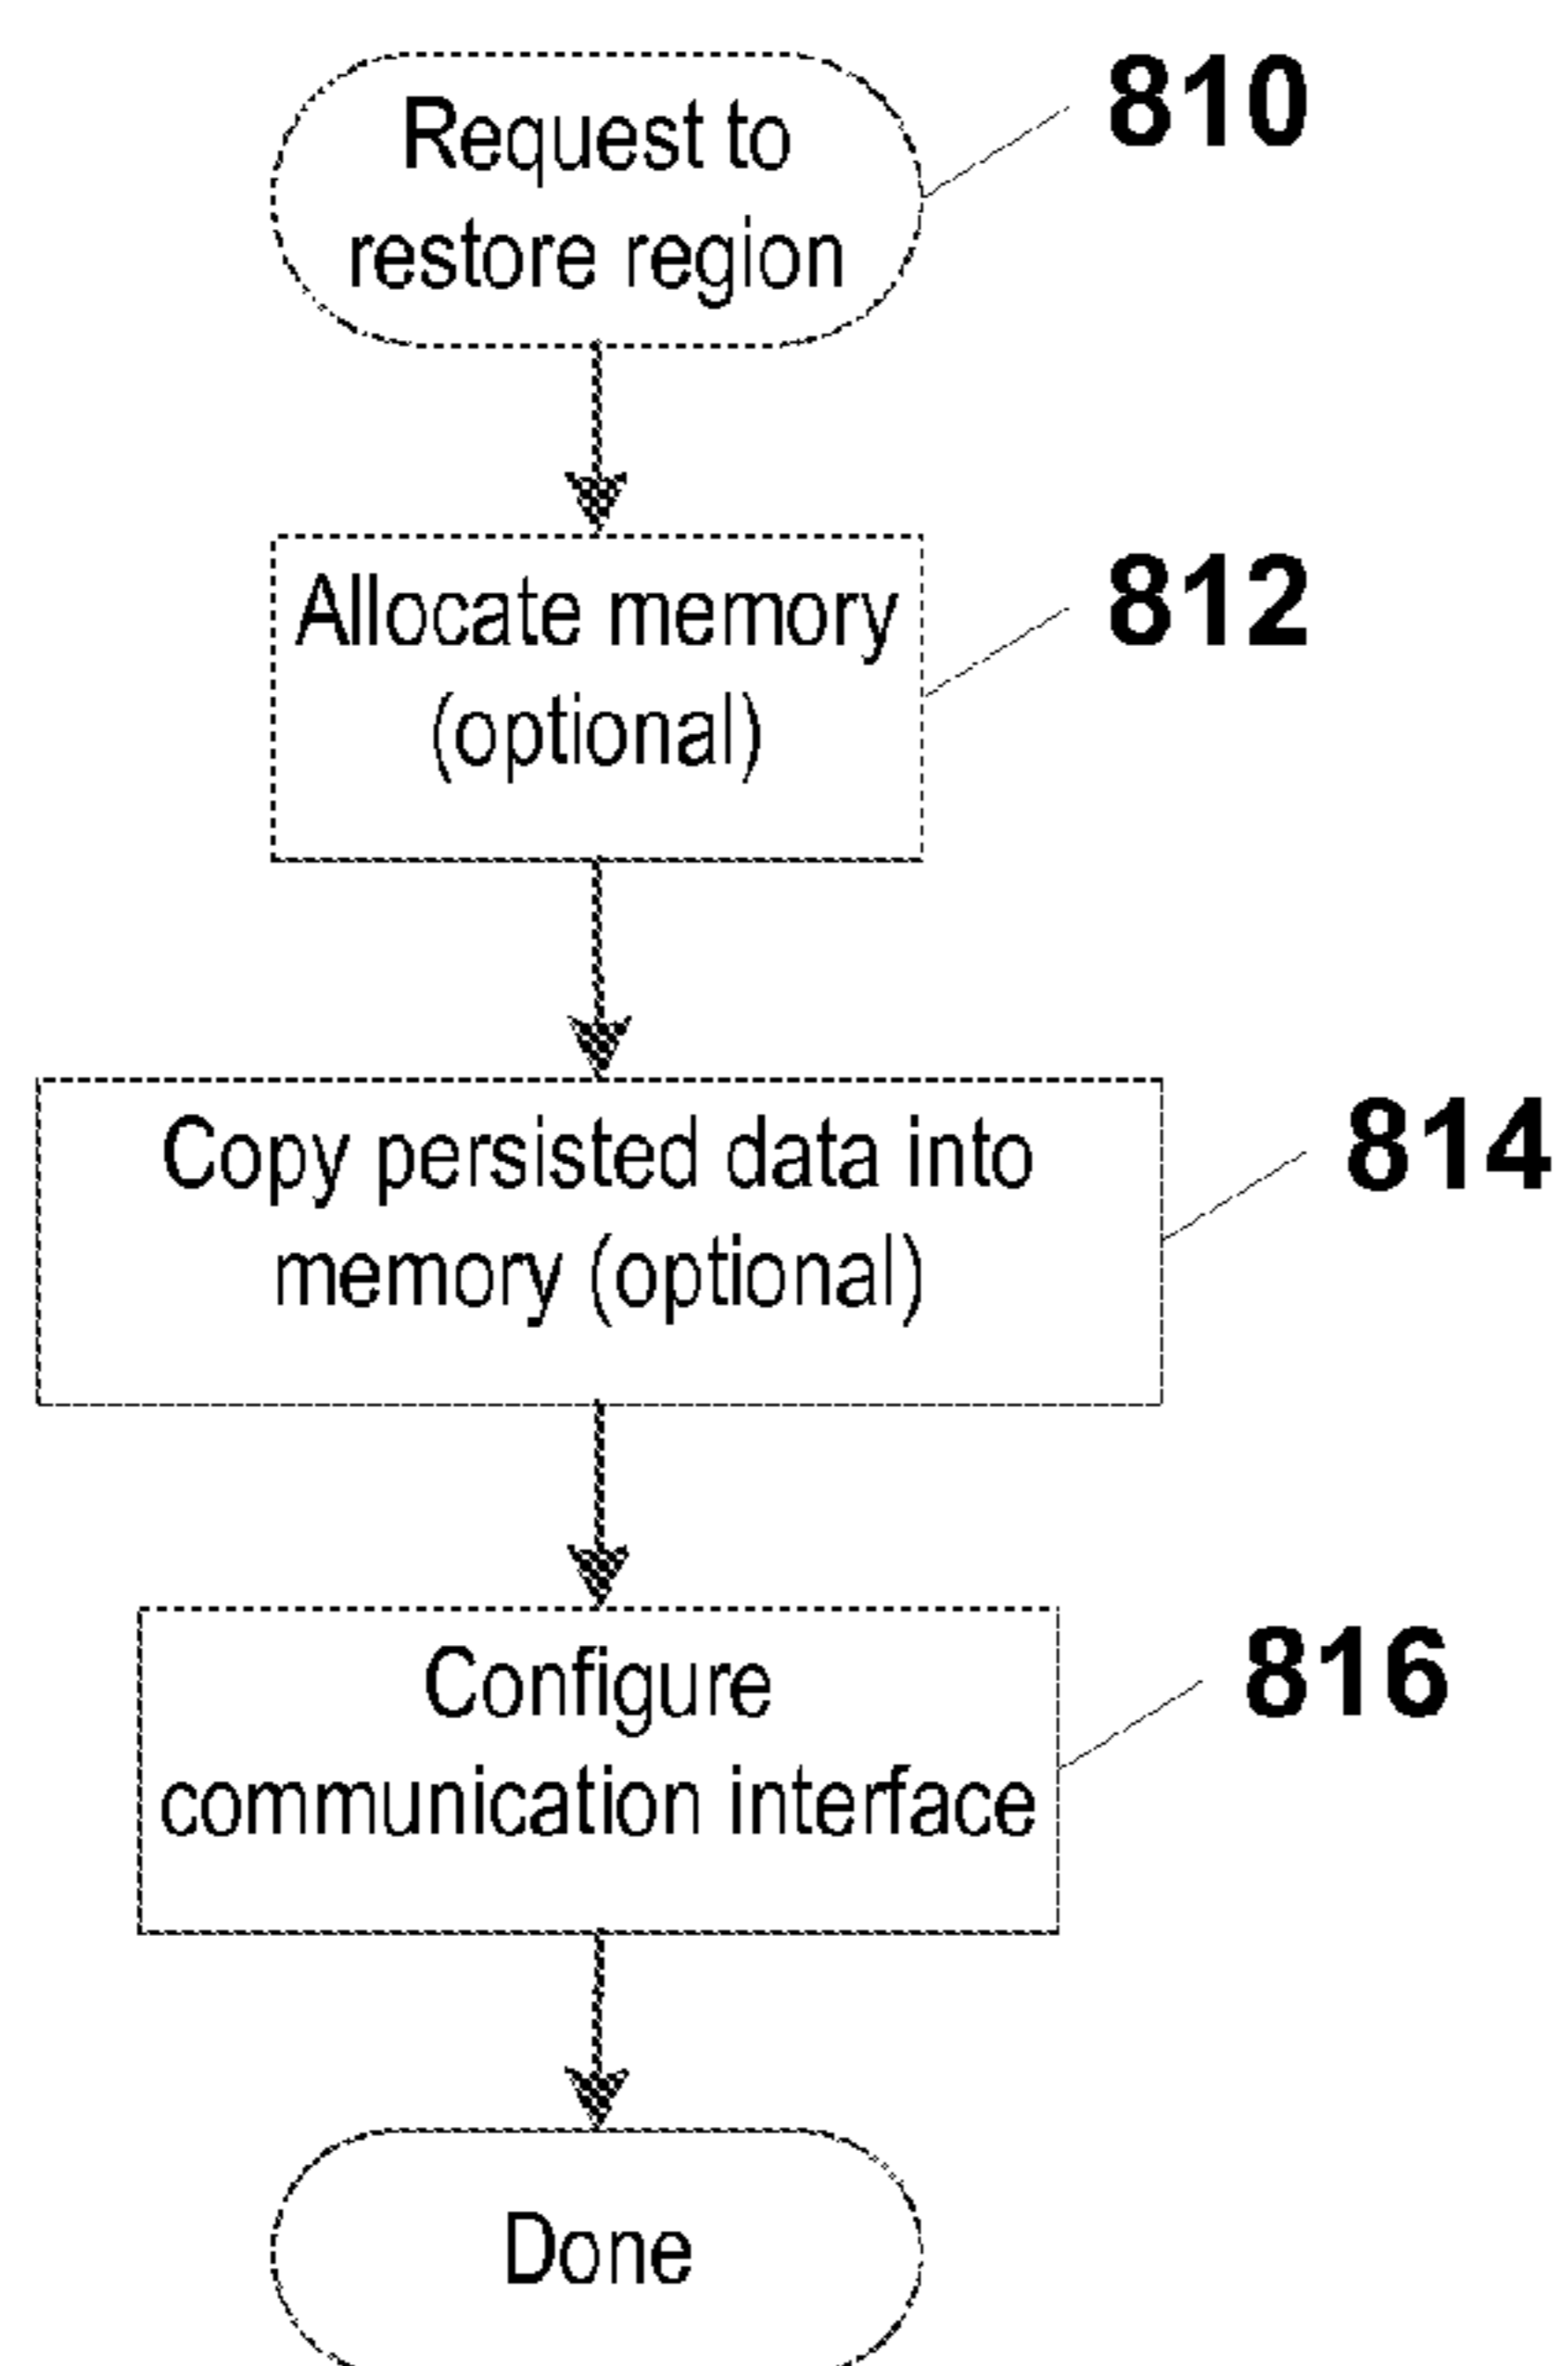 Request to
restore region
810
Allocate memory
(optional)
812
Copy persisted data into
memory (optional)
814
Configure
communication interface
816
Done